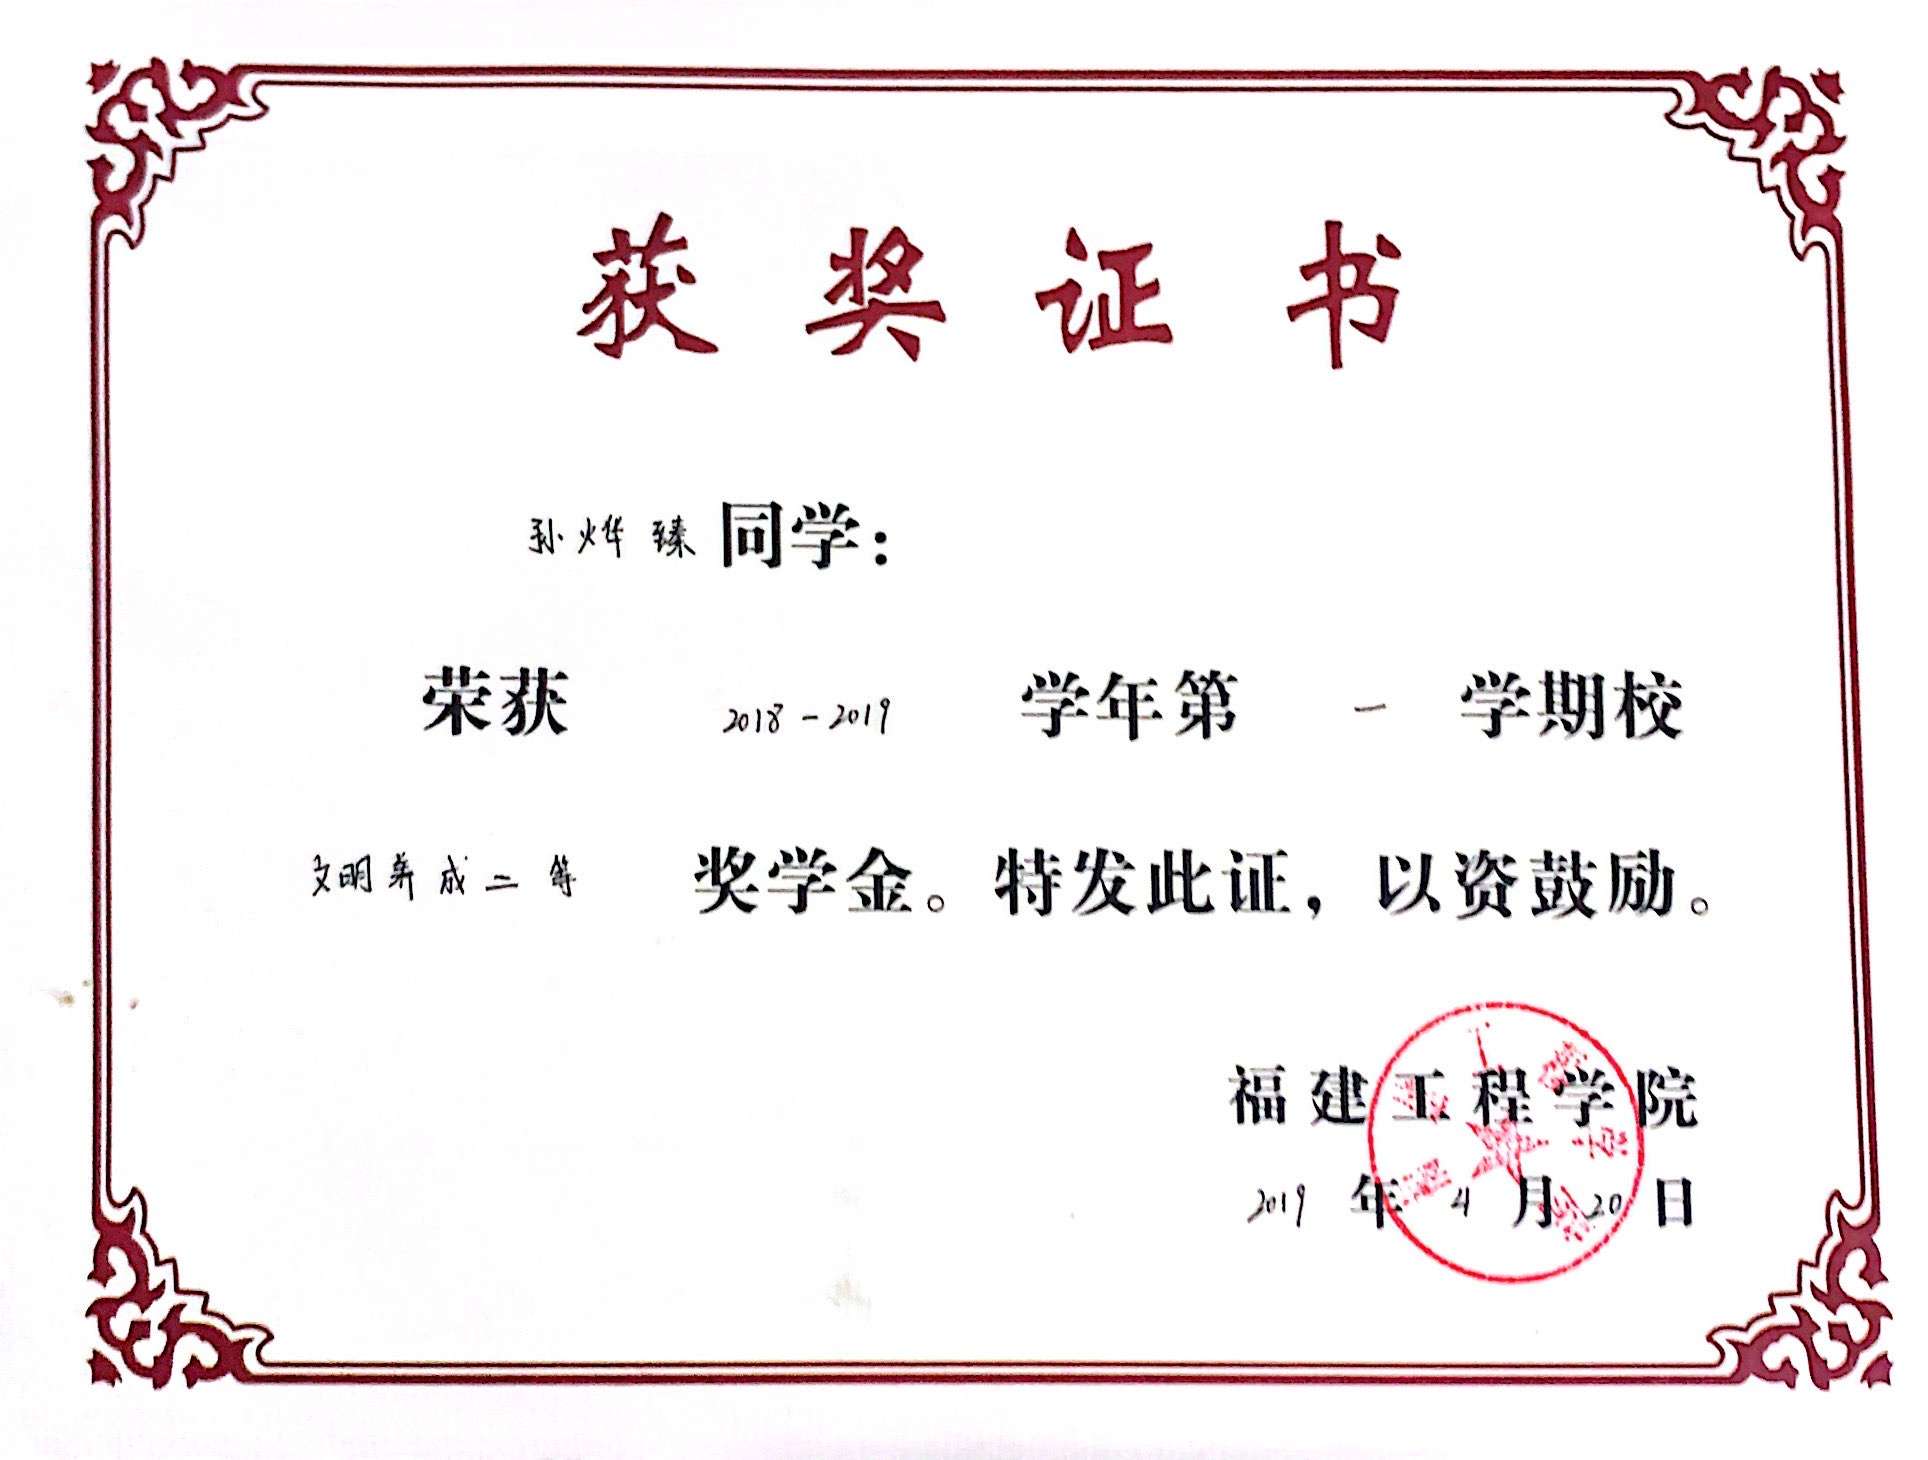 获奖证书
孙烨臻同学：
荣获 2018-2019 学年第 一 学期校
文明养成二等 奖学金。特发此证，以资鼓励。
福建工程学院
2019 年 4 月 20 日